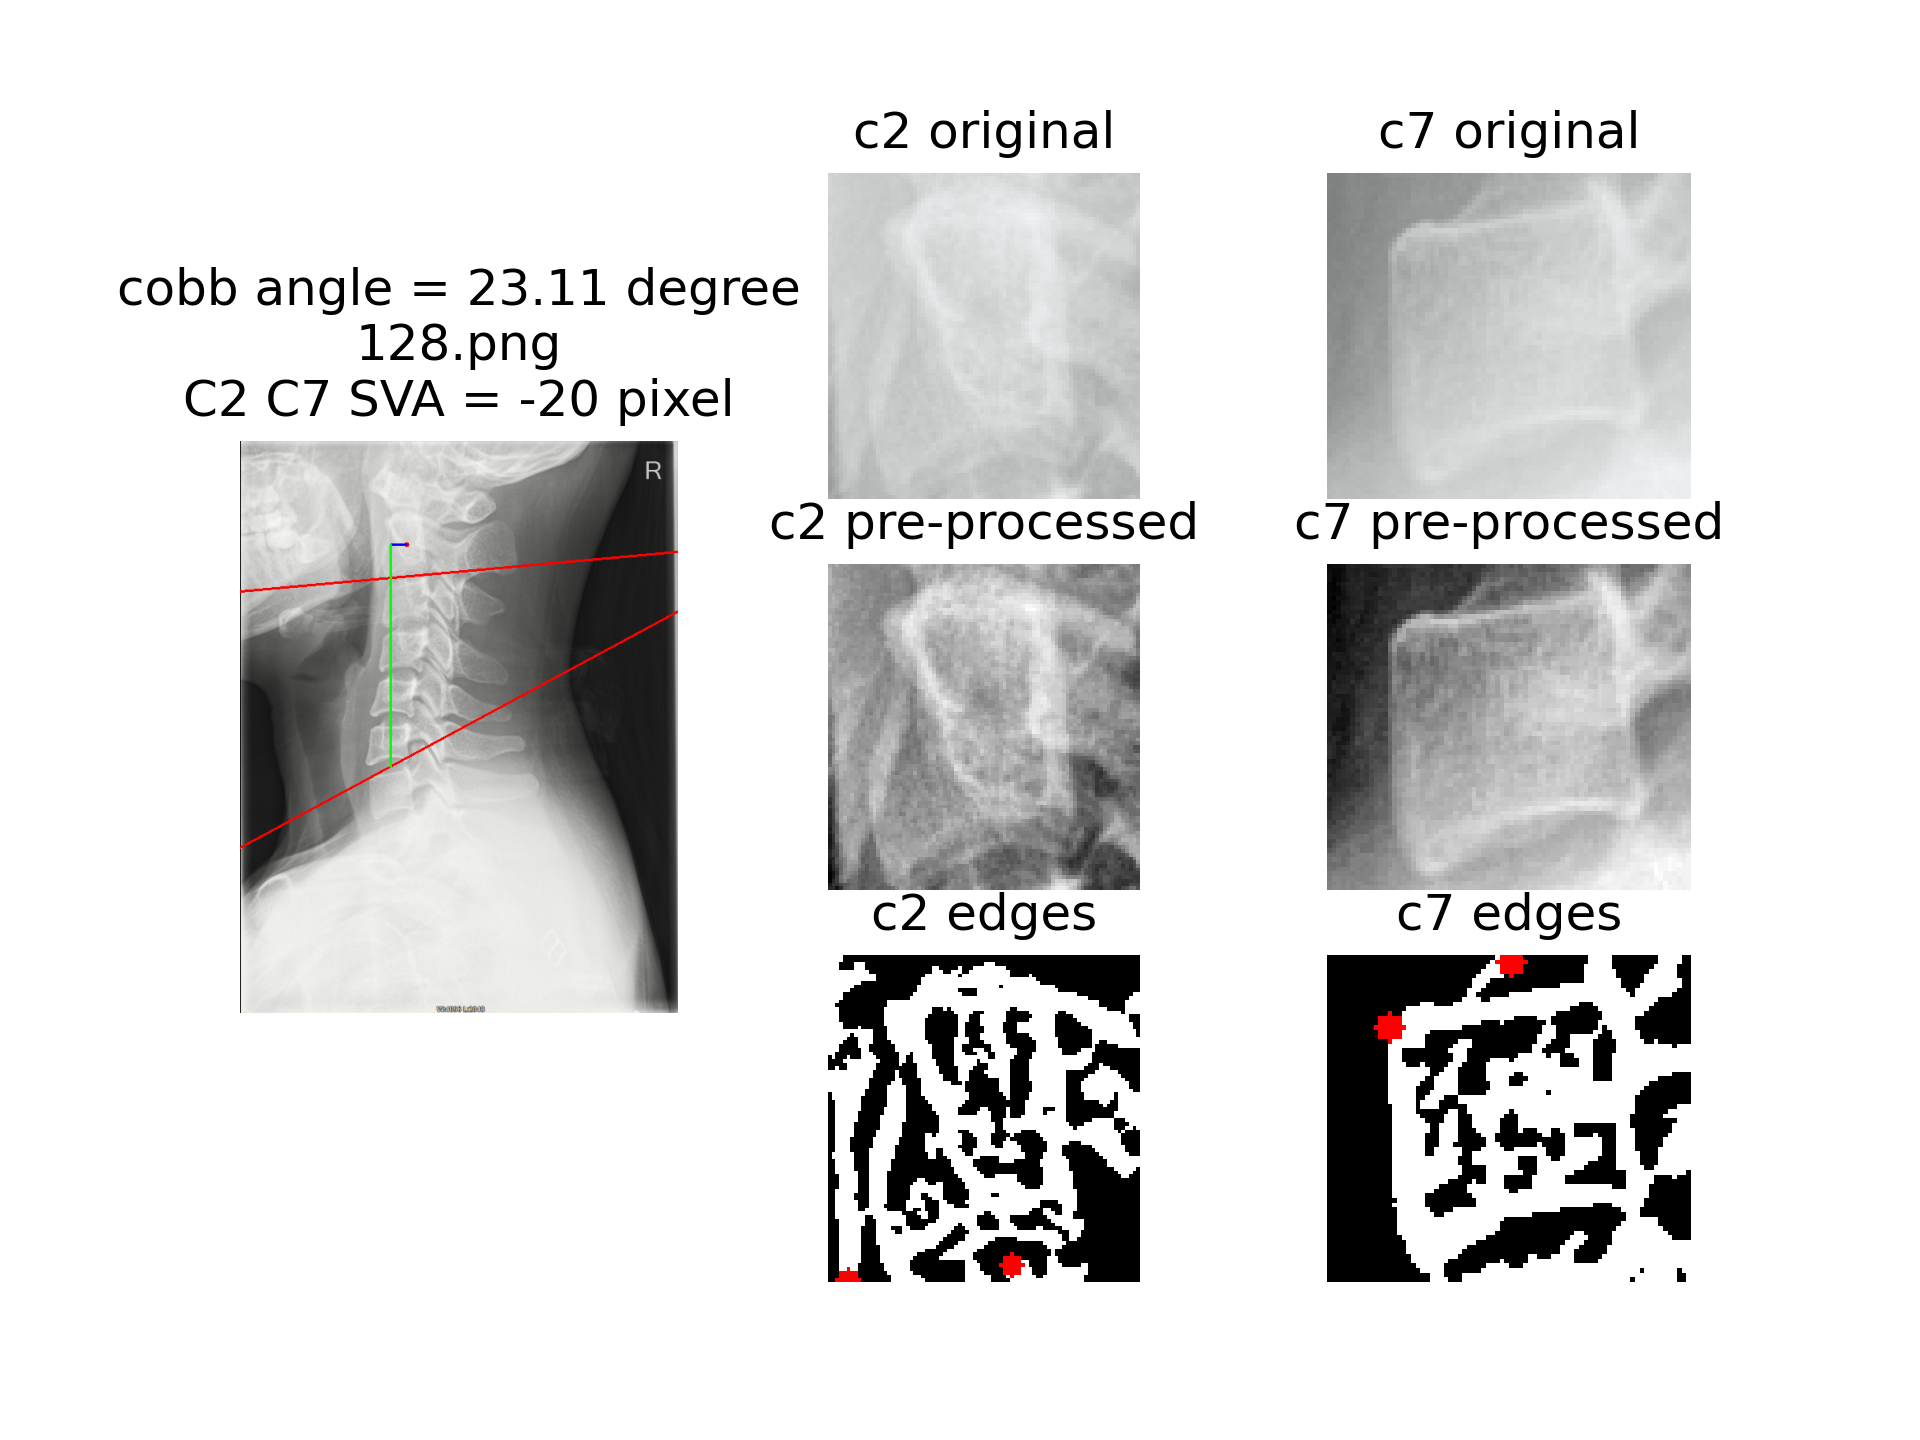 cobb angle = 23.11 degree
128.png
C2 C7 SVA = -20 pixel
R
c2 original
c7 original
c2 pre-processed
c7 pre-processed
c2 edges
c7 edges